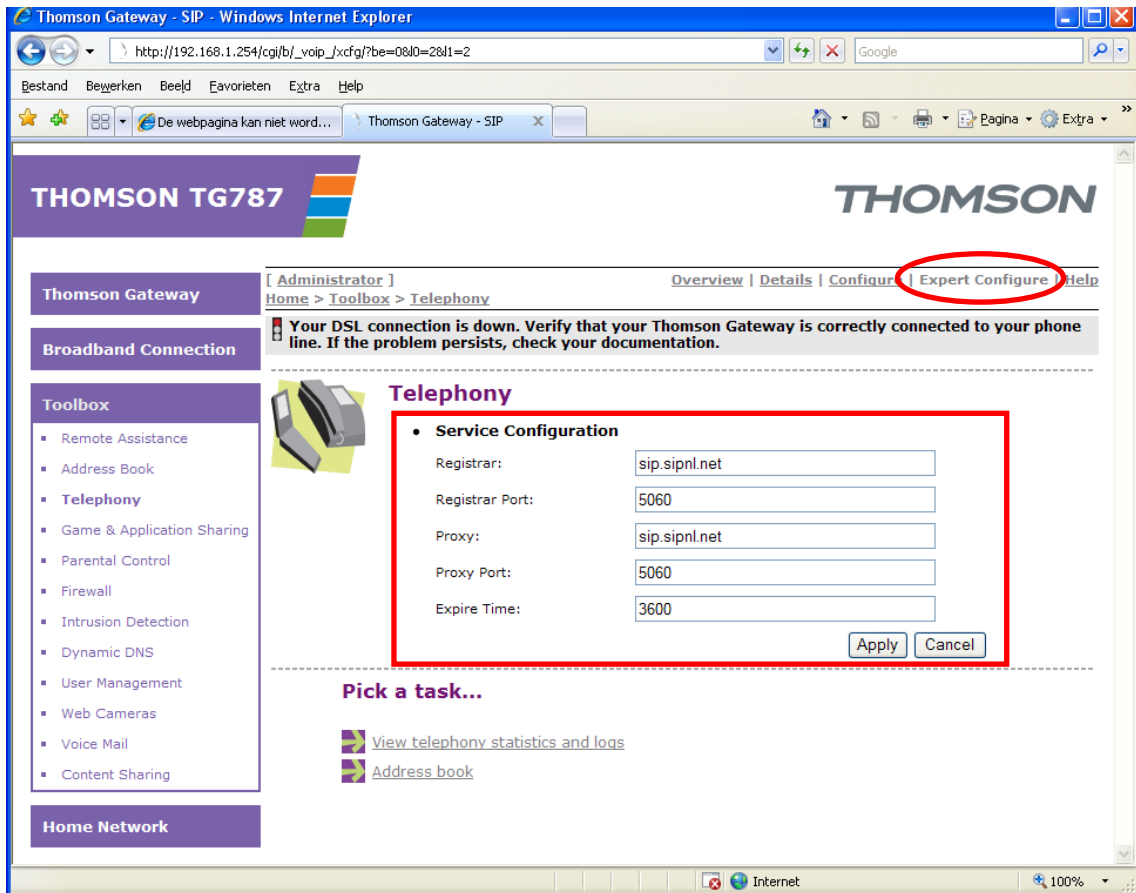 Thomson Gateway - SIP - Windows Internet Explorer
http://192.168.1.254/cgi/b/_voip_/xcfg/?be=0&l0=2&l1=2
Google
Bestand Bewerken Beeld Favorieten Extra Help
De webpagina kan niet word... Thomson Gateway - SIP X Pagina Extra »
THOMSON TG787 THOMSON
[ Administrator ] Overview | Details | Configure | Expert Configure | Help
Home > Toolbox > Telephony
Your DSL connection is down. Verify that your Thomson Gateway is correctly connected to your phone
line. If the problem persists, check your documentation.
Thomson Gateway
Broadband Connection
Toolbox
Remote Assistance
Address Book
Telephony
Game & Application Sharing
Parental Control
Firewall
Intrusion Detection
Dynamic DNS
User Management
Web Cameras
Voice Mail
Content Sharing
Home Network
Telephony
• Service Configuration
Registrar: sip.sipnl.net
Registrar Port: 5060
Proxy: sip.sipnl.net
Proxy Port: 5060
Expire Time: 3600
Apply Cancel
Pick a task...
View telephony statistics and logs
Address book
Internet 100%